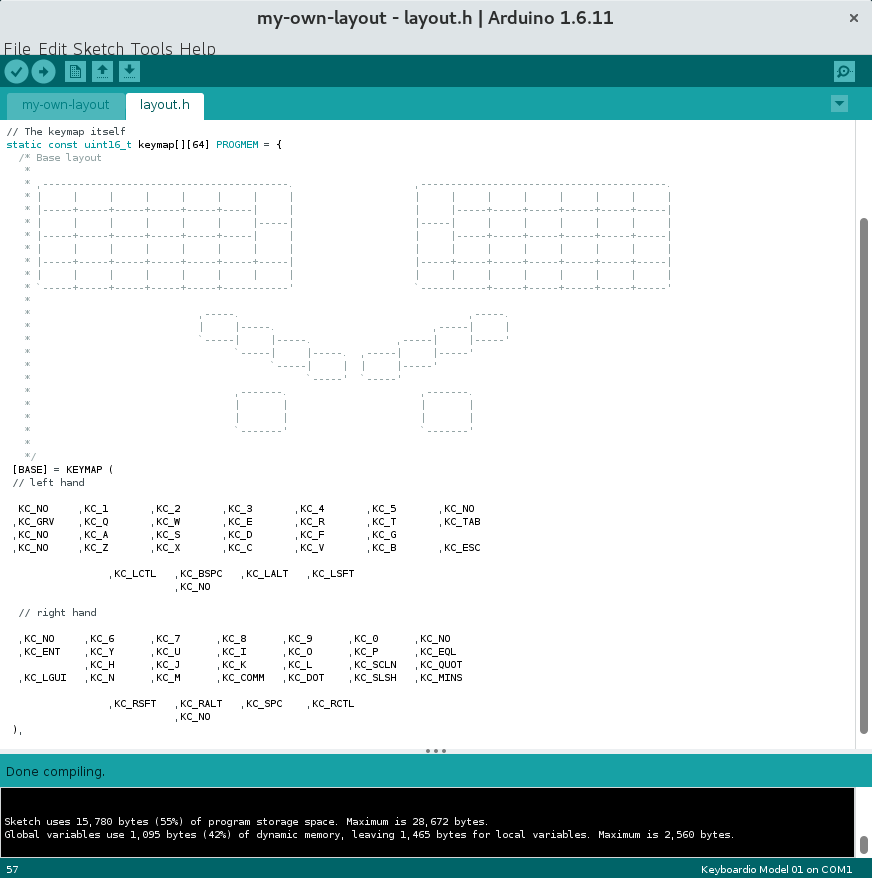 my-own-layout - layout.h | Arduino 1.6.11
File Edit Sketch Tools Help
my-own-layout layout.h
// The keymap itself
static const uint16_t keymap[][64] PROGMEM = {
/* Base layout
*
* ,-----------------------------------------.                    ,-----------------------------------------.
* |     |     |     |     |     |     |     |                    |     |     |     |     |     |     |     |
* |-----+-----+-----+-----+-----+-----|     |                    |     |-----+-----+-----+-----+-----+-----|
* |     |     |     |     |     |     |-----|                    |-----|     |     |     |     |     |     |
* |-----+-----+-----+-----+-----+-----|     |                    |     |-----+-----+-----+-----+-----+-----|
* |     |     |     |     |     |     |     |                    |     |     |     |     |     |     |     |
* |-----+-----+-----+-----+-----+-----+-----|                    |-----+-----+-----+-----+-----+-----+-----|
* |     |     |     |     |     |     |     |                    |     |     |     |     |     |     |     |
* `-----+-----+-----+-----+-----------------'                    `-----------+-----+-----+-----+-----+-----'
*
* ,-----.                                      ,-----.
* |     |-----.                          ,-----|     |
* `-----|     |-----.              ,-----|     |-----'
* `-----|     |-----.  ,-----|     |-----'
* `-----|     |  |     |-----'
* `-----'  `-----'
* ,-------.                      ,-------.
* |       |                      |       |
* |       |                      |       |
* `-------'                      `-------'
*
*/
[BASE] = KEYMAP (
// left hand
KC_NO ,KC_1 ,KC_2 ,KC_3 ,KC_4 ,KC_5 ,KC_NO
,KC_GRV ,KC_Q ,KC_W ,KC_E ,KC_R ,KC_T ,KC_TAB
,KC_NO ,KC_A ,KC_S ,KC_D ,KC_F ,KC_G
,KC_NO ,KC_Z ,KC_X ,KC_C ,KC_V ,KC_B ,KC_ESC
,KC_LCTL ,KC_BSPC ,KC_LALT ,KC_LSFT
,KC_NO
// right hand
,KC_NO ,KC_6 ,KC_7 ,KC_8 ,KC_9 ,KC_0 ,KC_NO
,KC_ENT ,KC_Y ,KC_U ,KC_I ,KC_O ,KC_P ,KC_EQL
,KC_H ,KC_J ,KC_K ,KC_L ,KC_SCLN ,KC_QUOT
,KC_LGUI ,KC_N ,KC_M ,KC_COMM ,KC_DOT ,KC_SLSH ,KC_MINS
,KC_RSFT ,KC_RALT ,KC_SPC ,KC_RCTL
,KC_NO
),
Done compiling.
Sketch uses 15,780 bytes (55%) of program storage space. Maximum is 28,672 bytes.
Global variables use 1,095 bytes (42%) of dynamic memory, leaving 1,465 bytes for local variables. Maximum is 2,560 bytes.
57 Keyboardio Model 01 on COM1